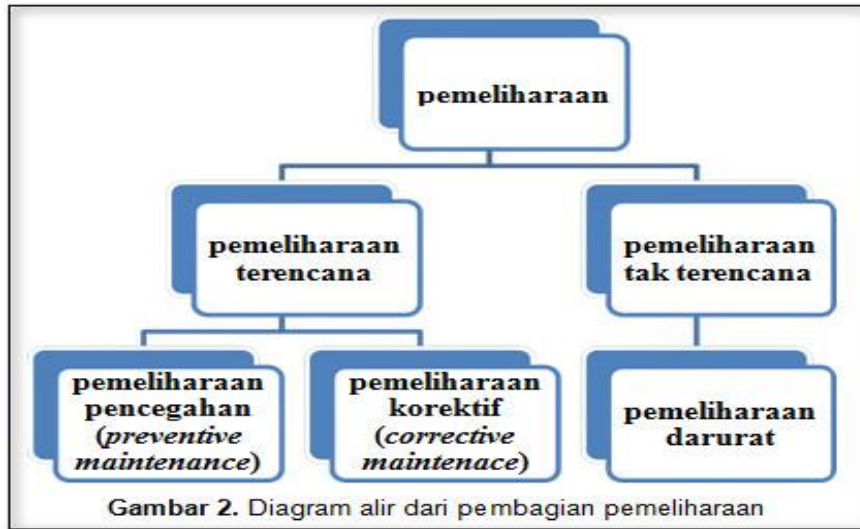 pemeliharaan
pemeliharaan
terencana
pemeliharaan
tak terencana
pemeliharaan
pencegahan
(preventive
maintenance)
pemeliharaan
korektif
(corrective
maintenace)
pemeliharaan
darurat
Gambar 2. Diagram alir dari pembagian pemeliharaan